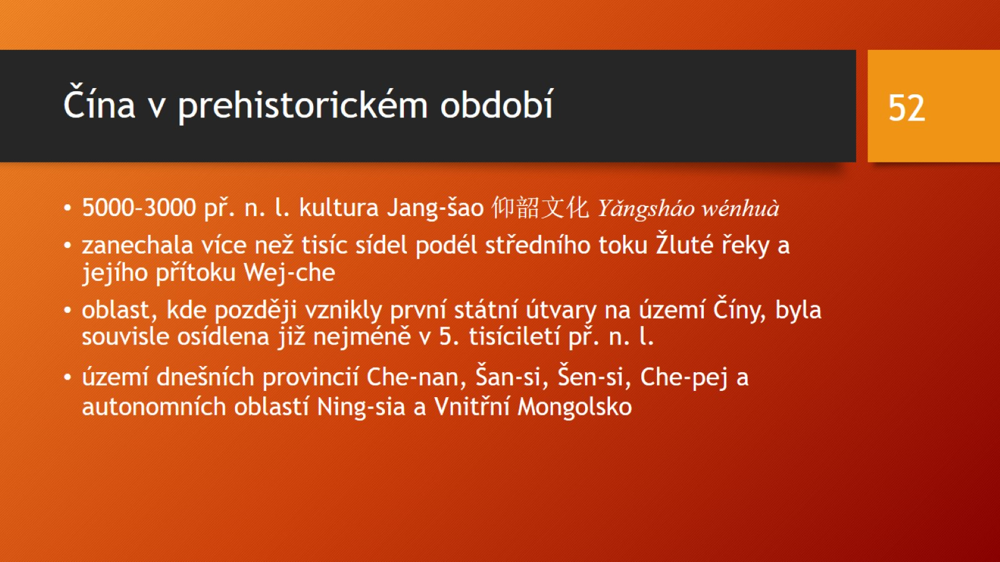 Čína v prehistorickém období
52
• 5000–3000 př. n. l. kultura Jang-šao 仰韶文化 Yǎngsháo wénhuà
• zanechala více než tisíc sídel podél středního toku Žluté řeky a
jejího přítoku Wej-che
• oblast, kde později vznikly první státní útvary na území Číny, byla
souvisle osídlena již nejméně v 5. tisíciletí př. n. l.
• území dnešních provincií Che-nan, Šan-si, Šen-si, Che-pej a
autonomních oblastí Ning-sia a Vnitřní Mongolsko